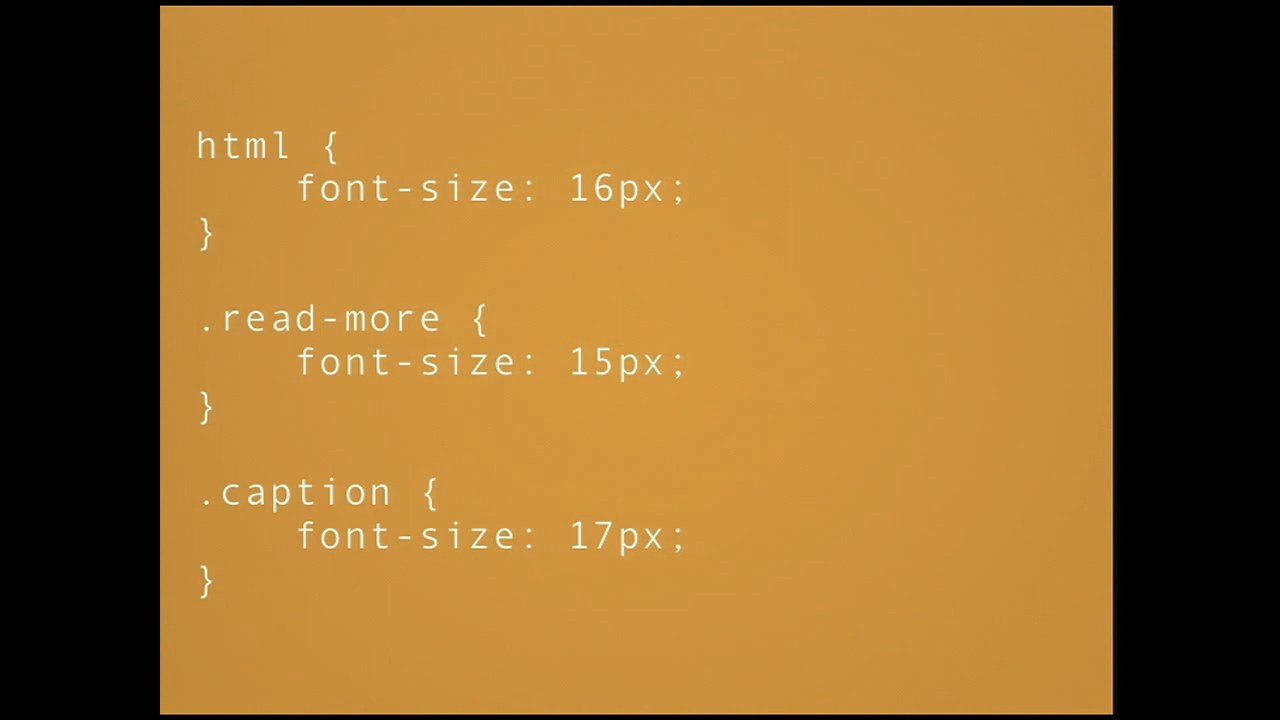 html {
    font-size: 16px;
}
.read-more {
    font-size: 15px;
}
.caption {
    font-size: 17px;
}